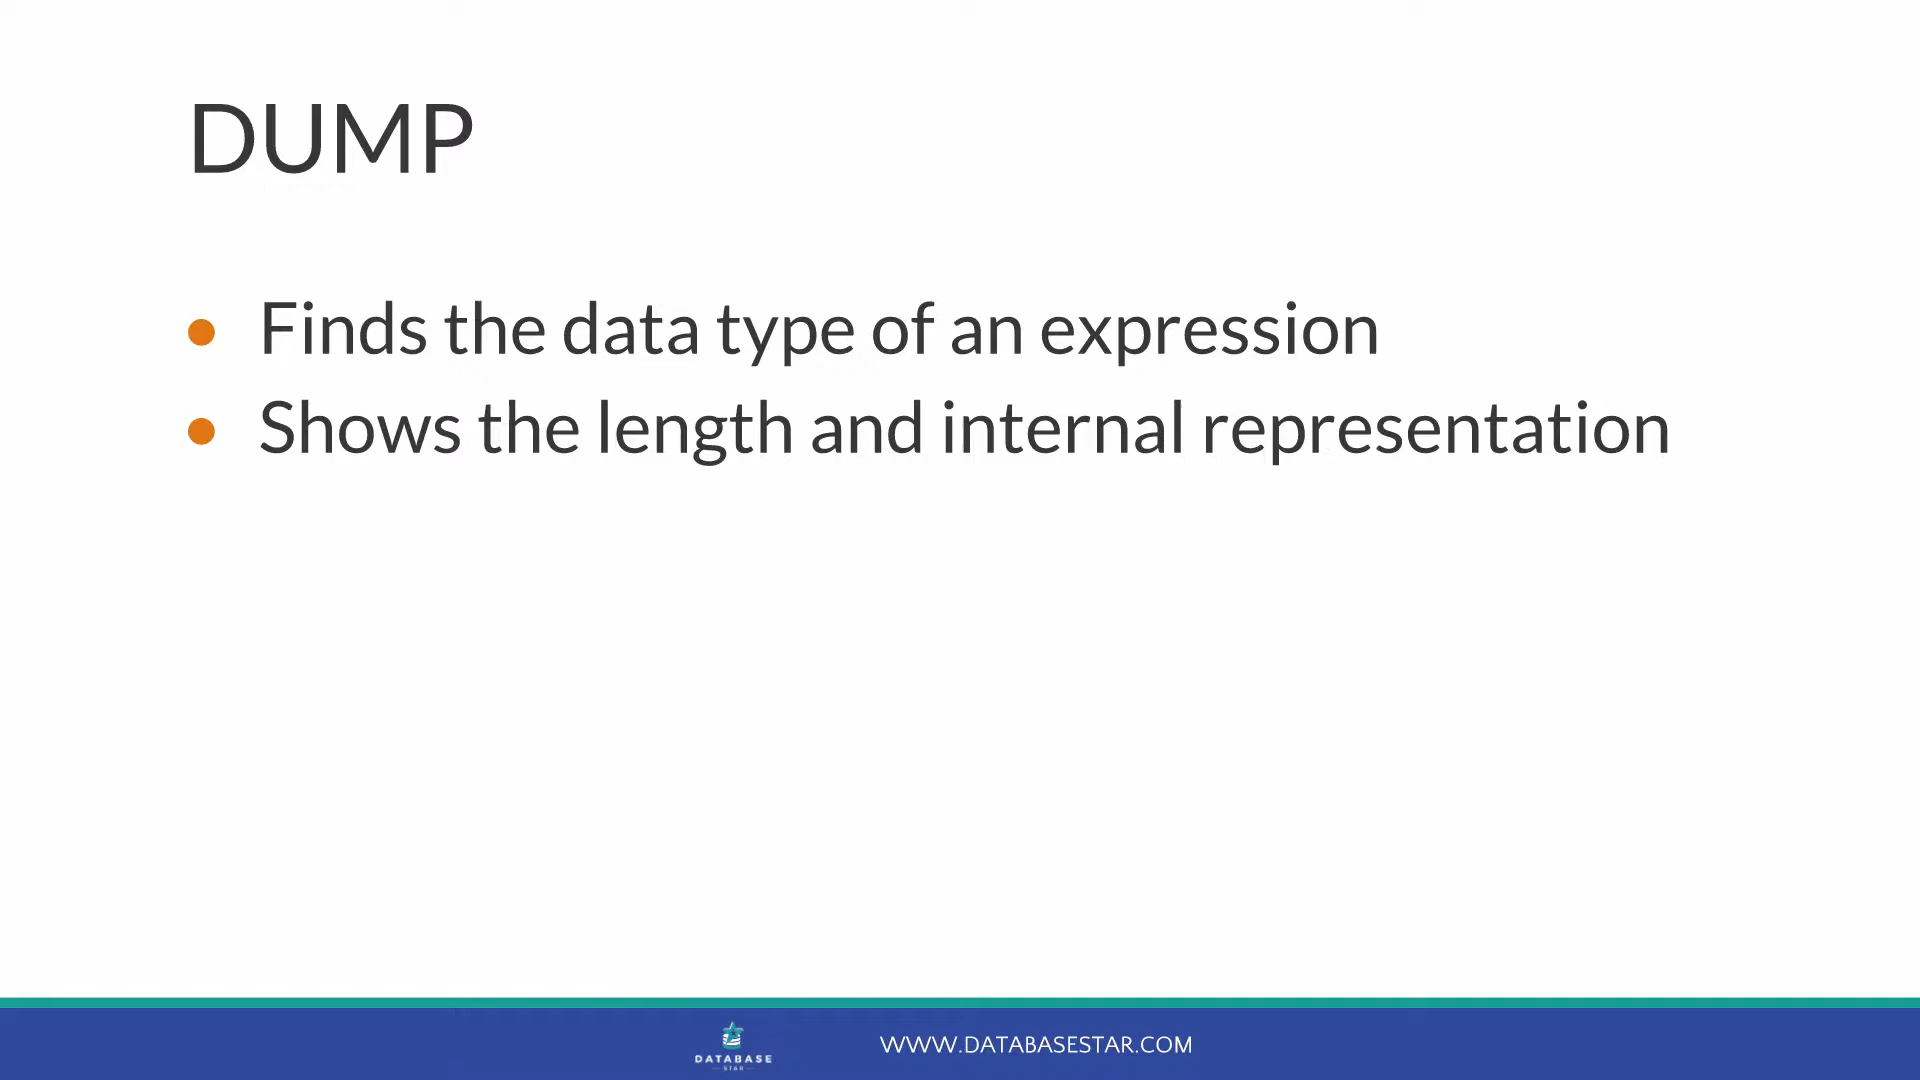 DUMP
Finds the data type of an expression
Shows the length and internal representation
DATABASE
STAR
WWW.DATABASESTAR.COM